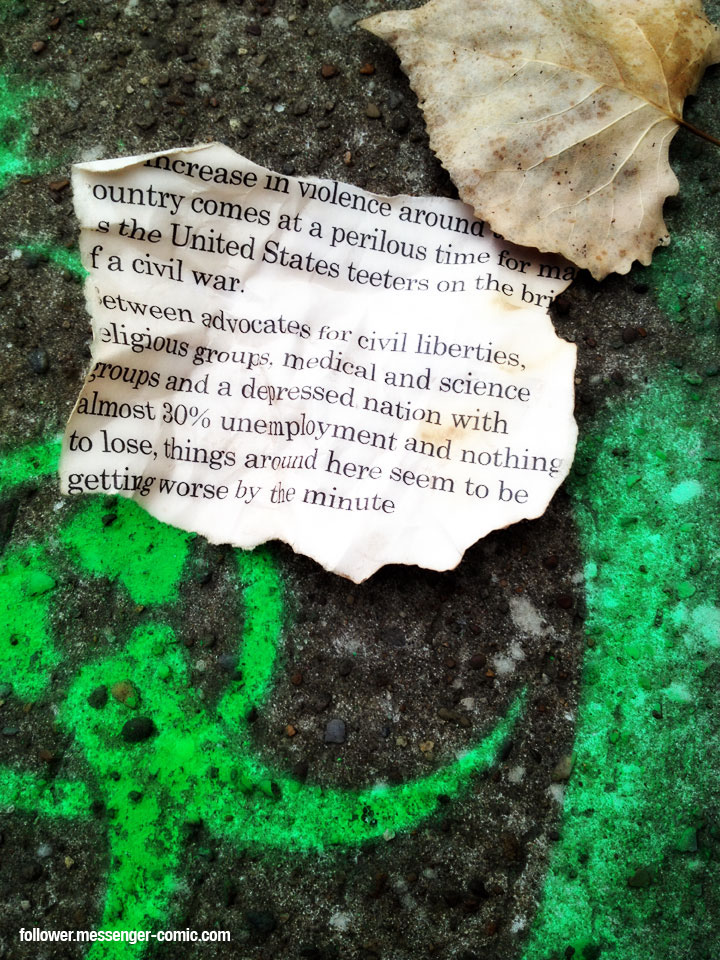 increase in violence around
ountry comes at a perilous time for ma
s the United States teeters on the bri
f a civil war.
etween advocates for civil liberties,
eligious groups, medical and science
groups and a depressed nation with
almost 30% unemployment and nothing
to lose, things around here seem to be
getting worse by the minute
follower.messenger-comic.com